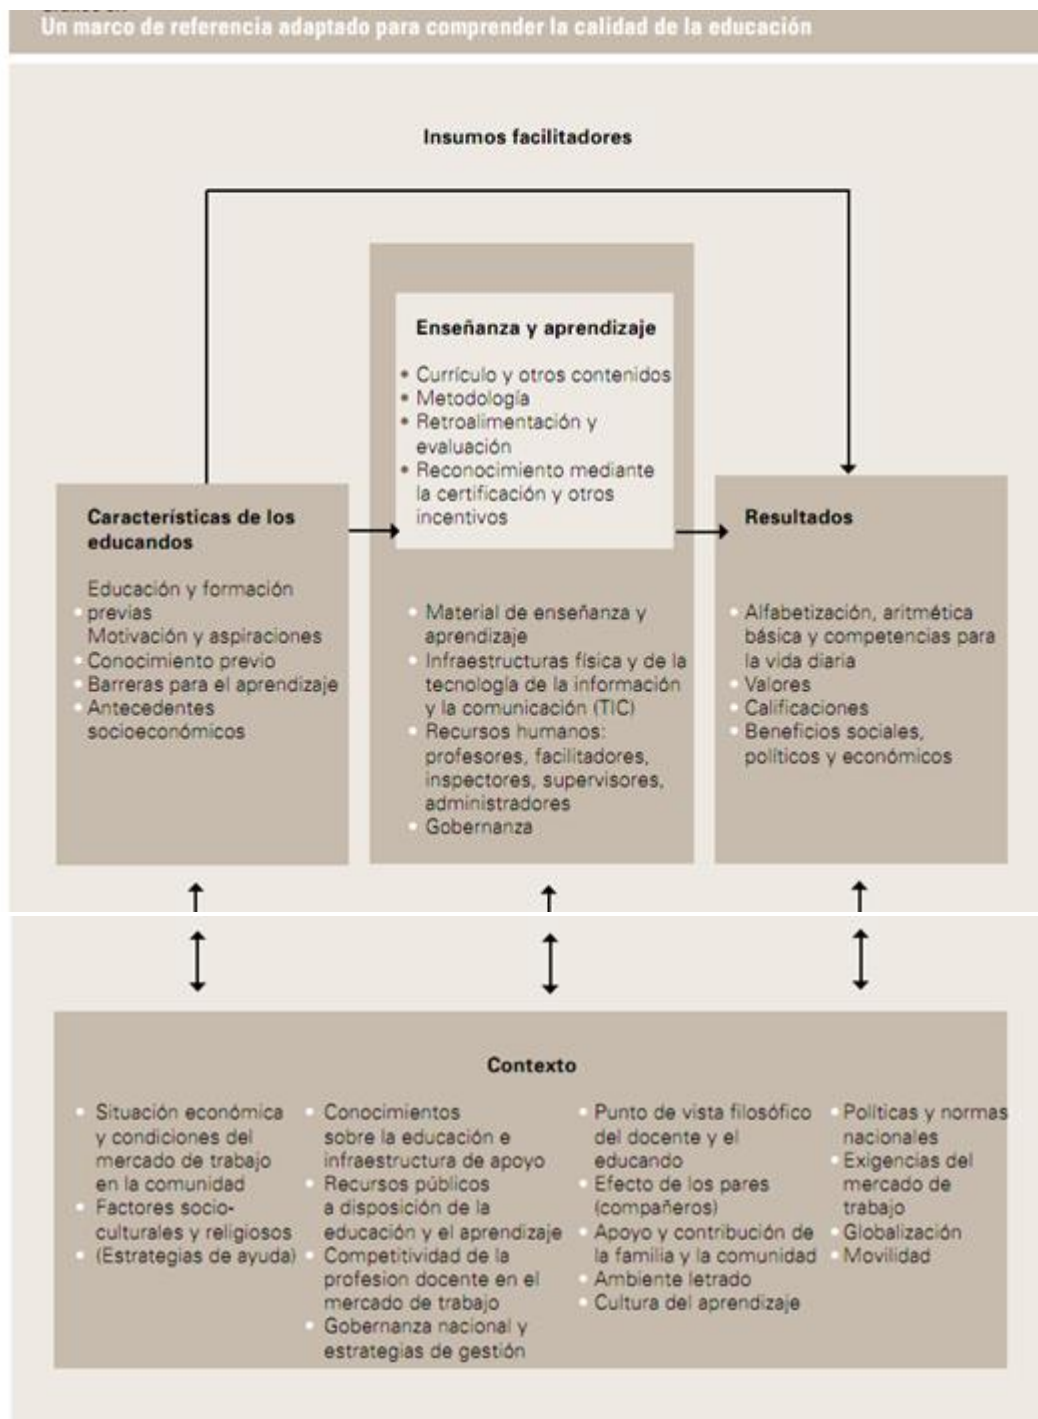 Un marco de referencia adaptado para comprender la calidad de la educación
Insumos facilitadores
Enseñanza y aprendizaje
• Currículo y otros contenidos
• Metodología
• Retroalimentación y
evaluación
• Reconocimiento mediante
la certificación y otros
incentivos
Características de los
educandos
Educación y formación
• previas
Motivación y aspiraciones
• Conocimiento previo
• Barreras para el aprendizaje
• Antecedentes
socioeconómicos
• Material de enseñanza y
aprendizaje
• Infraestructuras física y de la
tecnología de la información
y la comunicación (TIC)
• Recursos humanos:
profesores, facilitadores,
inspectores, supervisores,
administradores
• Gobernanza
Resultados
• Alfabetización, aritmética
básica y competencias para
la vida diaria
• Valores
• Calificaciones
• Beneficios sociales,
políticos y económicos
Contexto
• Situación económica
y condiciones del
mercado de trabajo
en la comunidad
• Factores socio-
culturales y religiosos
• (Estrategias de ayuda)
• Conocimientos
sobre la educación e
infraestructura de apoyo
• Recursos públicos
a disposición de la
educación y el aprendizaje
• Competitividad de la
profesion docente en el
mercado de trabajo
• Gobernanza nacional y
estrategias de gestión
• Punto de vista filosófico
del docente y el
educando
• Efecto de los pares
(compañeros)
• Apoyo y contribución de
la familia y la comunidad
• Ambiente letrado
• Cultura del aprendizaje
• Políticas y normas
nacionales
• Exigencias del
mercado de
trabajo
• Globalización
• Movilidad